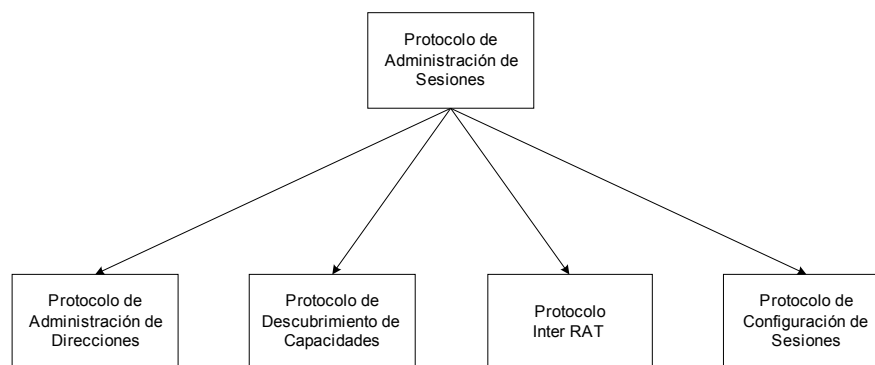 Protocolo de
Administración de
Sesiones
Protocolo de
Administración de
Direcciones
Protocolo de
Descubrimiento de
Capacidades
Protocolo
Inter RAT
Protocolo de
Configuración de
Sesiones